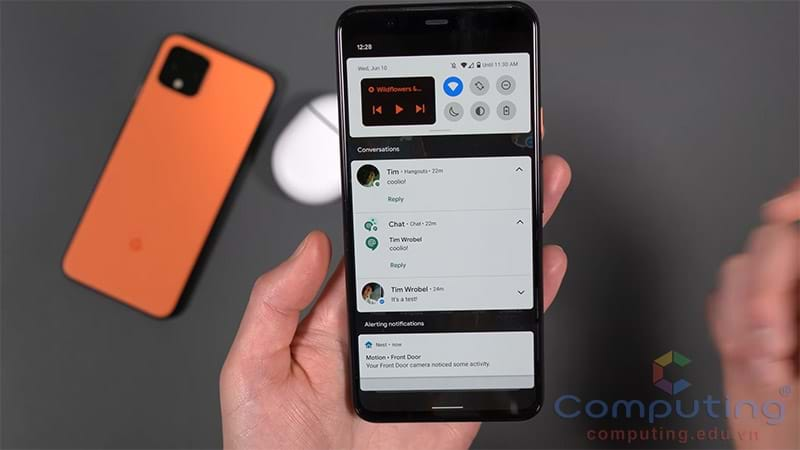 12:28
Wed, Jun 10
Until 11:30 AM
Wildflowers &...
Conversations
Tim • Hangouts • 22m
coolio!
Reply
Chat • Chat • 22m
Tim Wrobel
coolio!
Reply
Tim Wrobel • 24m
It's a test!
Alerting notifications
Nest • now
Motion • Front Door
Your Front Door camera noticed some activity.
Computing®
computing.edu.vn